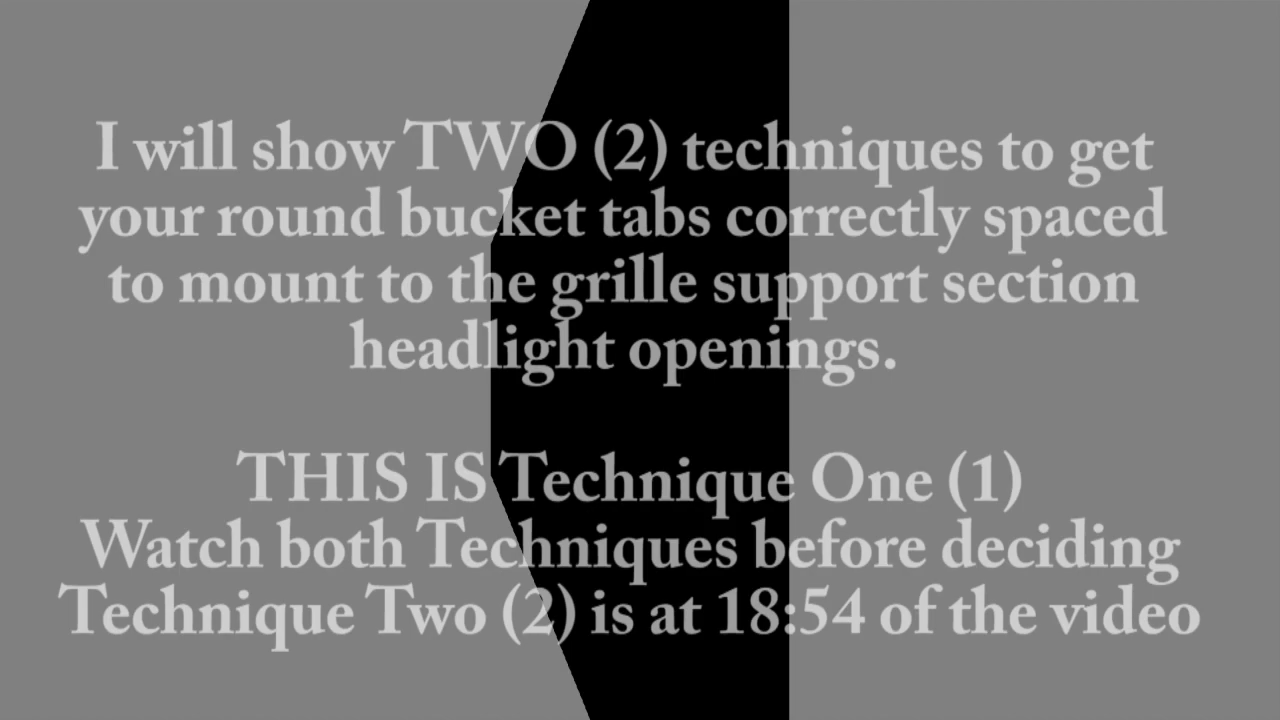 I will show TWO (2) techniques to get
your round bucket tabs correctly spaced
to mount to the grille support section
headlight openings.
THIS IS Technique One (1)
Watch both Techniques before deciding
Technique Two (2) is at 18:54 of the video